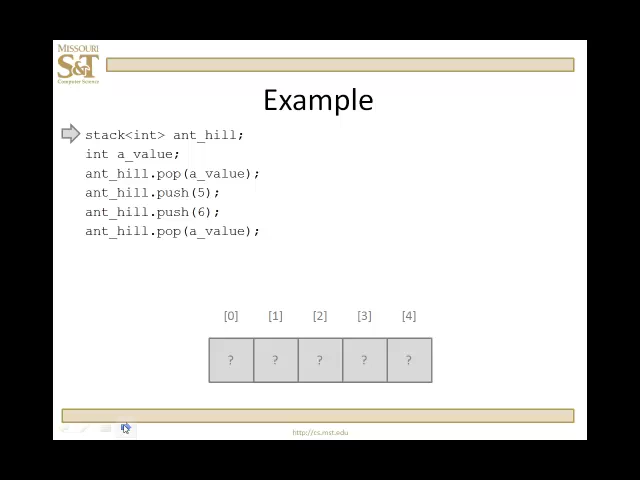 MISSOURI
S&T
Computer Science
Example
stack<int> ant_hill;
int a_value;
ant_hill.pop(a_value);
ant_hill.push(5);
ant_hill.push(6);
ant_hill.pop(a_value);
[0] [1] [2] [3] [4]
? ? ? ? ?
http://cs.mst.edu